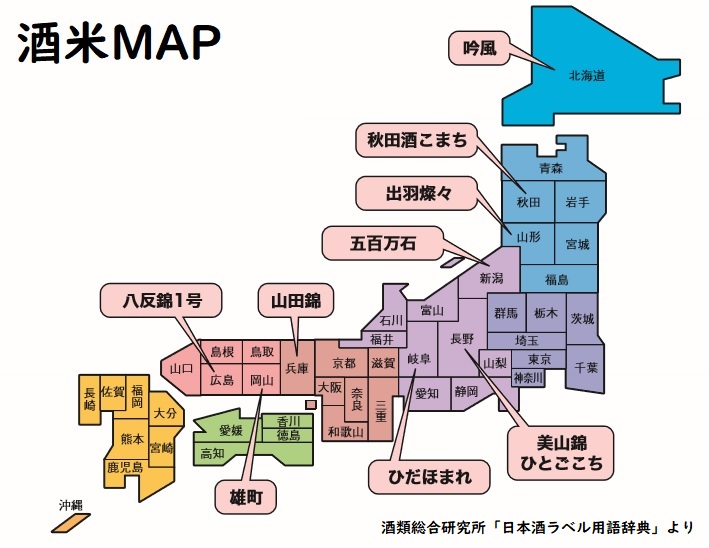 酒米MAP
吟風
北海道
秋田酒こまち
青森
出羽燦々
秋田
岩手
五百万石
山形
宮城
新潟
福島
八反錦1号
山田錦
石川
富山
群馬
栃木
茨城
福井
長野
埼玉
島根
鳥取
兵庫
京都
滋賀
岐阜
山梨
東京
千葉
山口
広島
岡山
神奈川
長崎
佐賀
福岡
大阪
奈良
三重
愛知
静岡
大分
愛媛
香川
徳島
和歌山
熊本
宮崎
高知
鹿児島
雄町
ひだほまれ
美山錦
ひとごこち
沖縄
酒類総合研究所「日本酒ラベル用語辞典」より